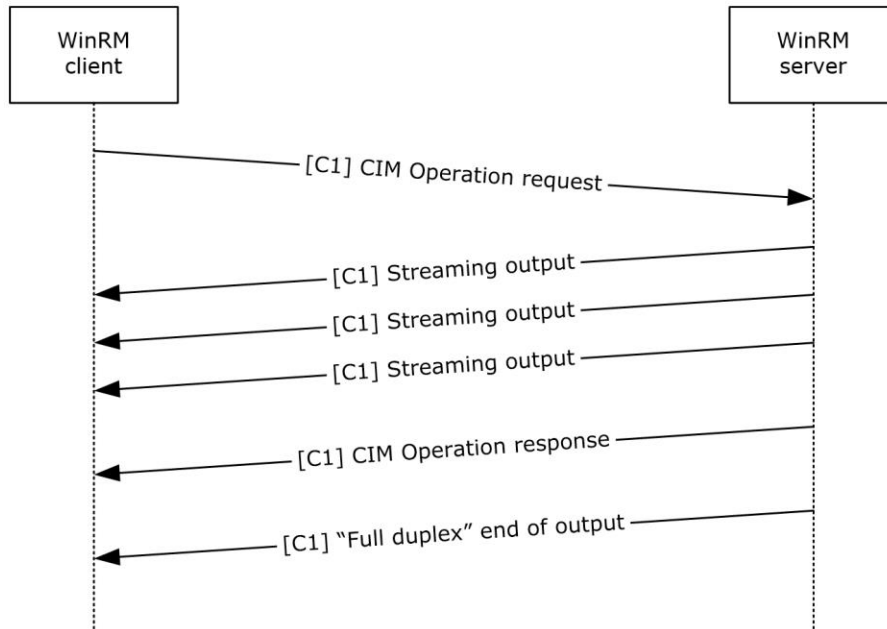 WinRM
client
WinRM
server
[C1] CIM Operation request
[C1] Streaming output
[C1] Streaming output
[C1] Streaming output
[C1] CIM Operation response
[C1] “Full duplex” end of output